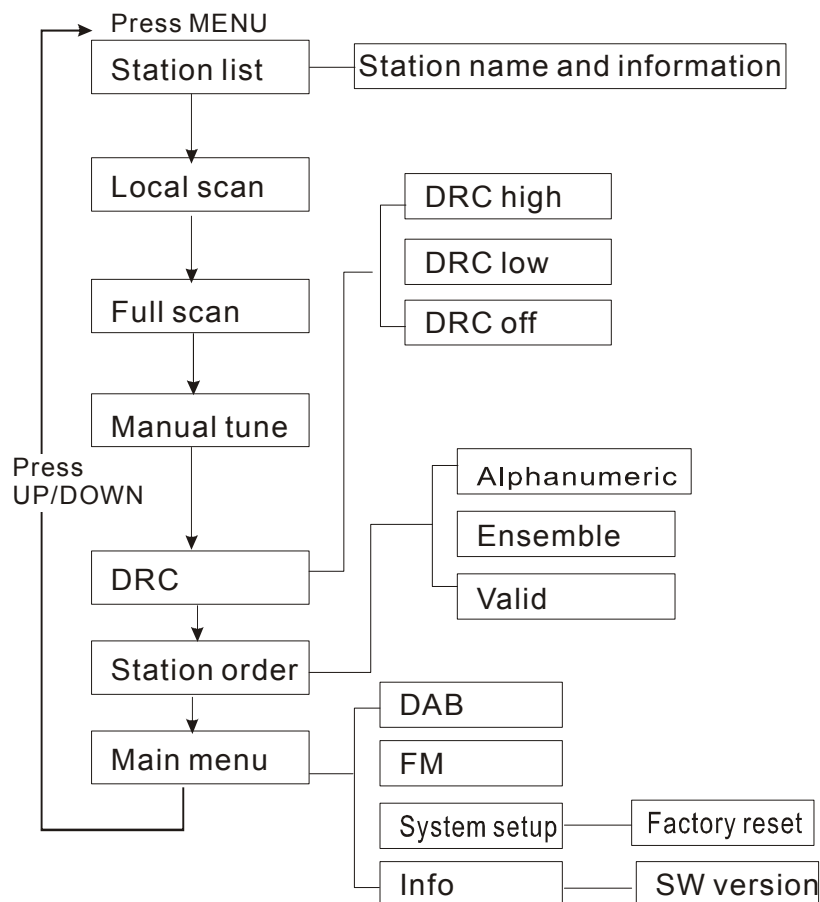 Press MENU
Station list
Station name and information
Local scan
DRC high
DRC low
DRC off
Full scan
Manual tune
Press
UP/DOWN
Alphanumeric
Ensemble
Valid
DRC
Station order
Main menu
DAB
FM
System setup
Factory reset
Info
SW version